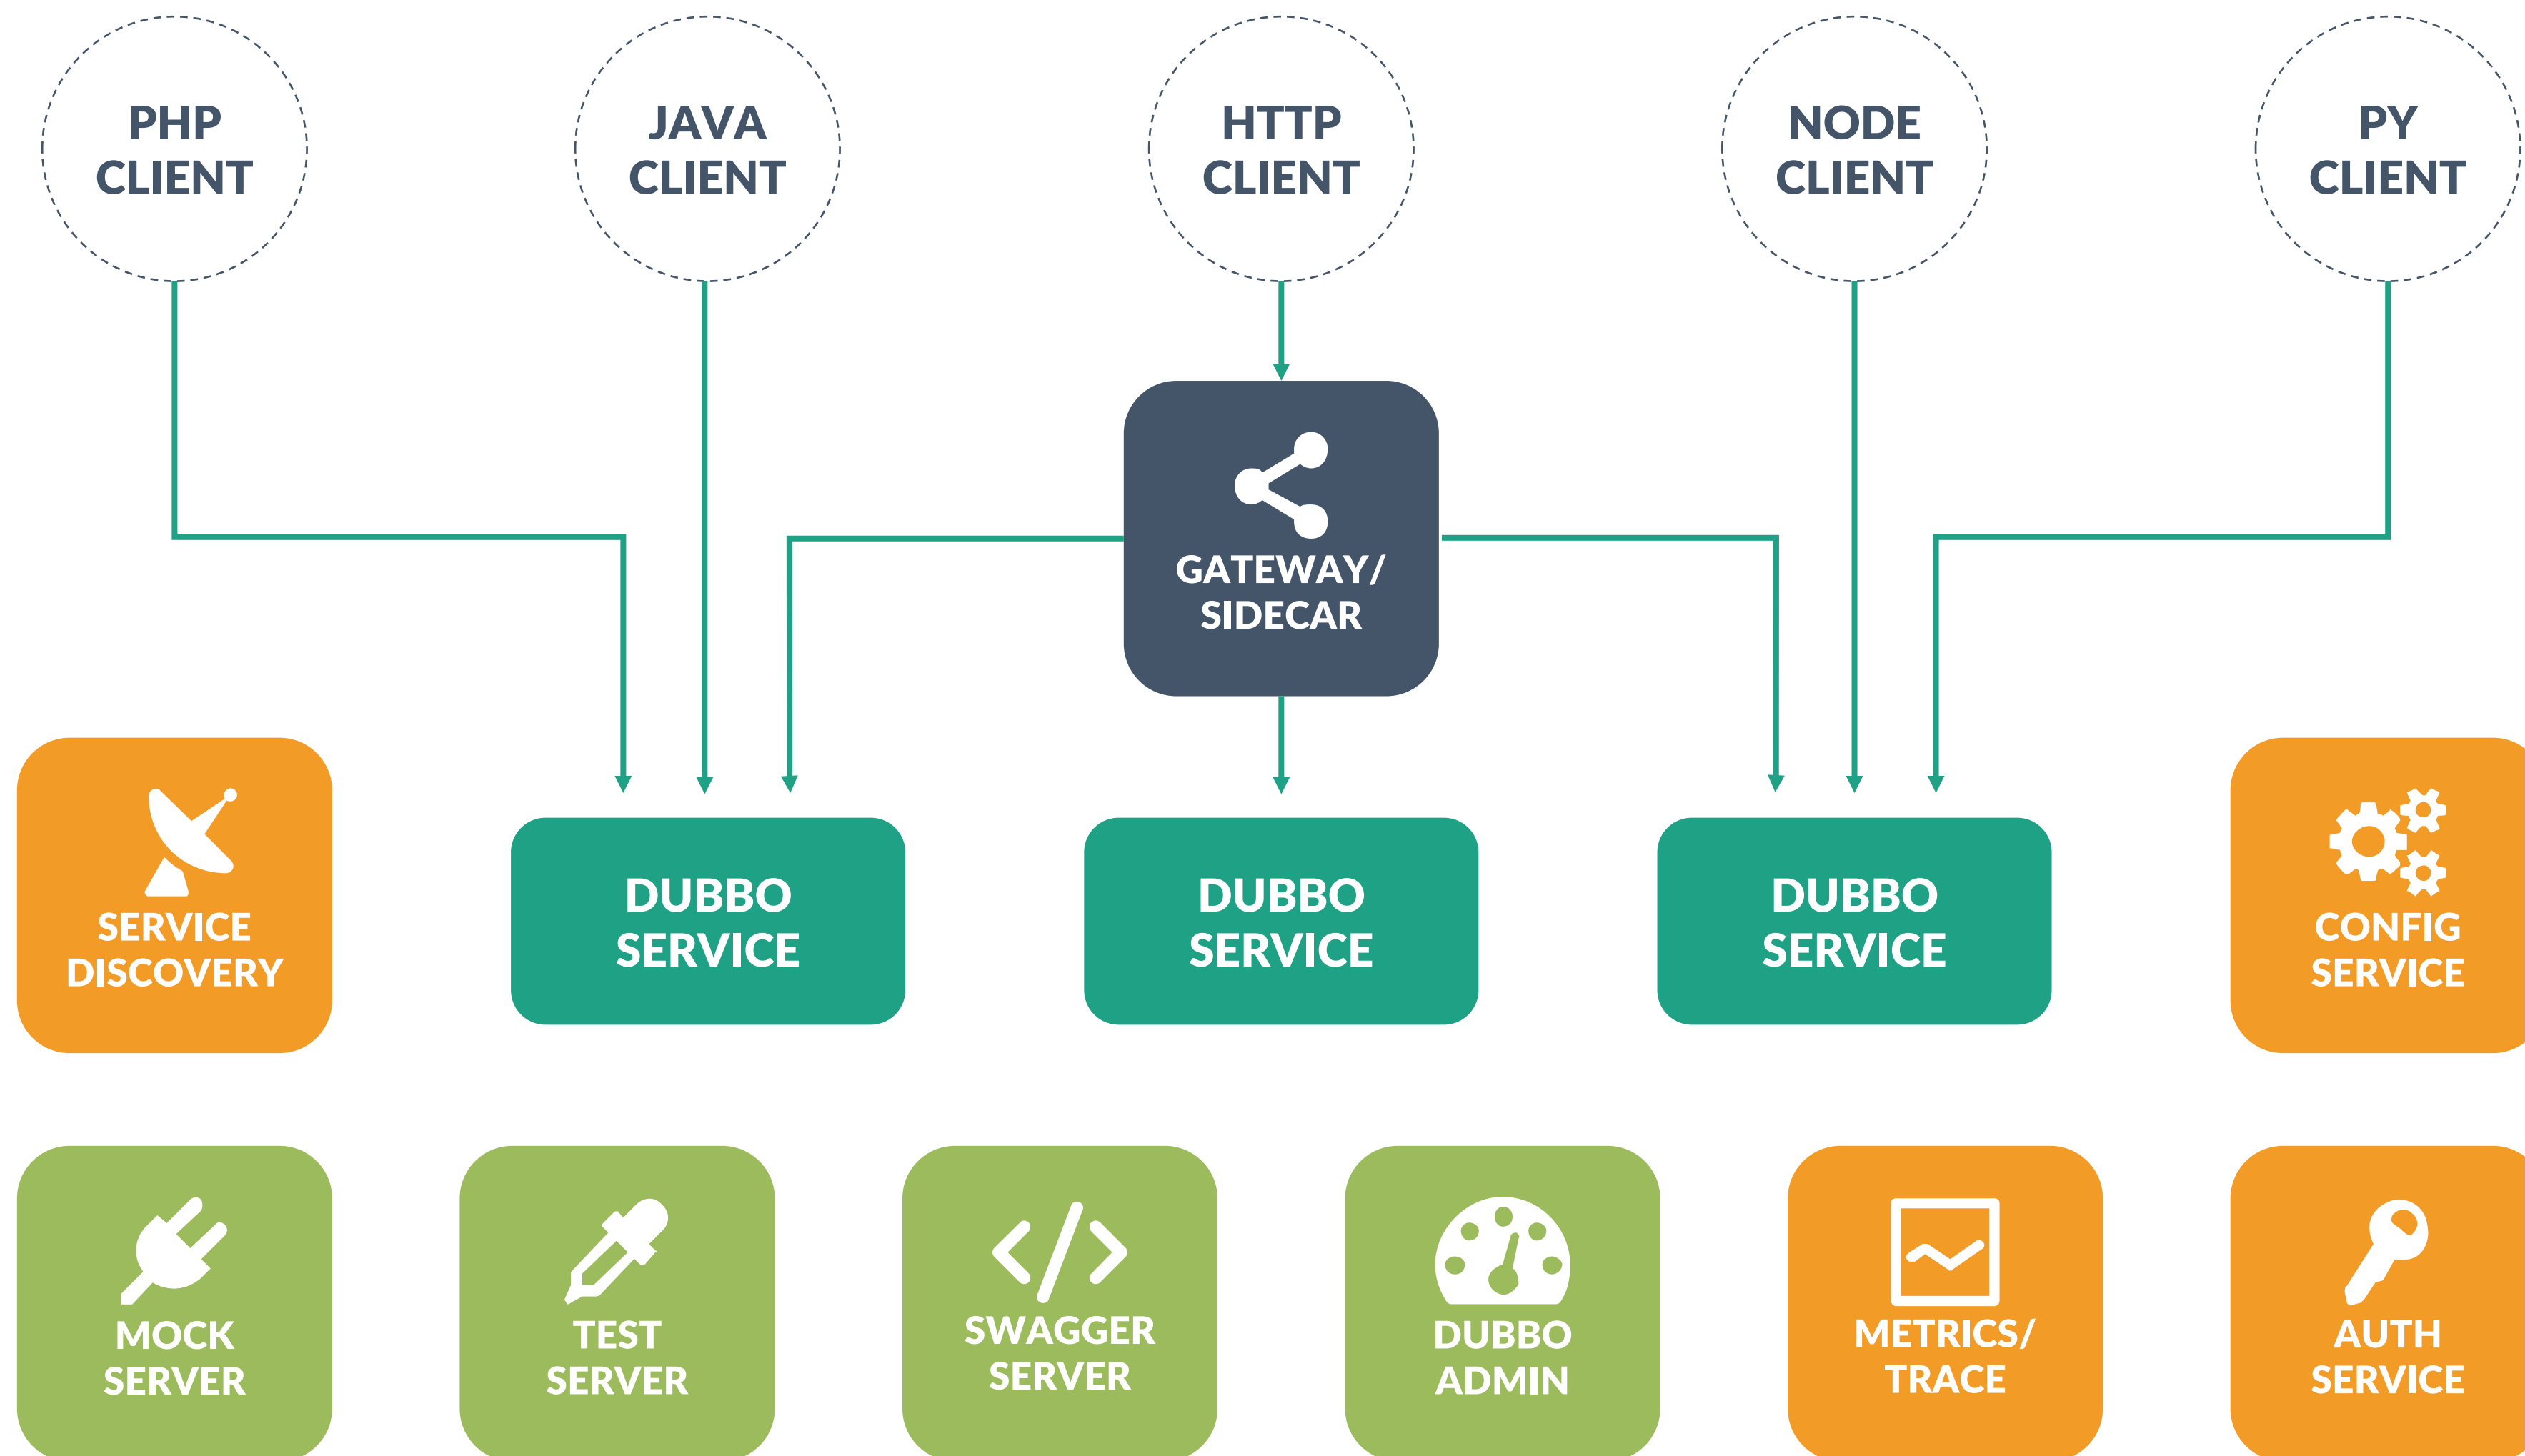 PHP
CLIENT
JAVA
CLIENT
HTTP
CLIENT
NODE
CLIENT
PY
CLIENT
GATEWAY/
SIDECAR
SERVICE
DISCOVERY
DUBBO
SERVICE
DUBBO
SERVICE
DUBBO
SERVICE
CONFIG
SERVICE
MOCK
SERVER
TEST
SERVER
SWAGGER
SERVER
DUBBO
ADMIN
METRICS/
TRACE
AUTH
SERVICE